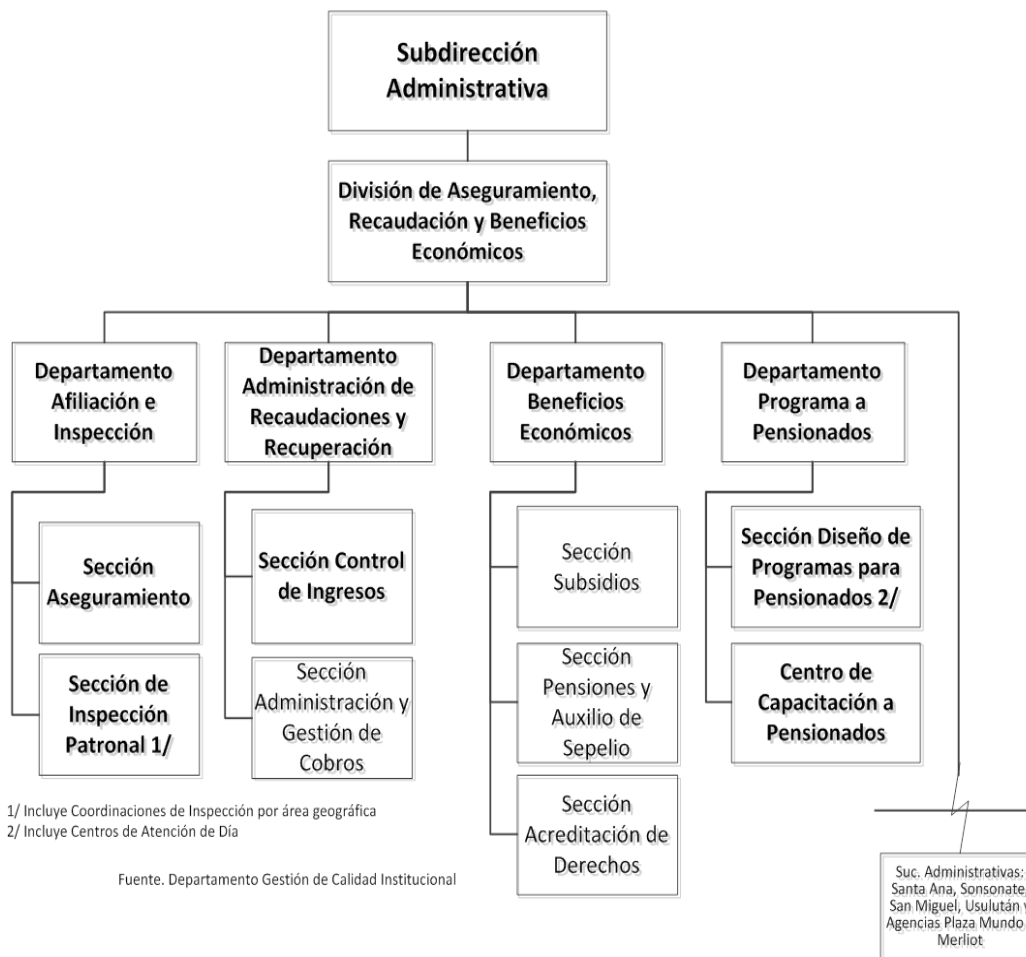 Subdirección
Administrativa
División de Aseguramiento,
Recaudación y Beneficios
Económicos
Departamento
Afiliación e
Inspección
Departamento
Administración de
Recaudaciones y
Recuperación
Departamento
Beneficios
Económicos
Departamento
Programa a
Pensionados
Sección
Aseguramiento
Sección de
Inspección
Patronal 1/
Sección Control
de Ingresos
Sección
Administración y
Gestión de
Cobros
Sección
Subsidios
Sección
Pensiones y
Auxilio de
Sepelio
Sección
Acreditación de
Derechos
Sección Diseño de
Programas para
Pensionados 2/
Centro de
Capacitación a
Pensionados
1/ Incluye Coordinaciones de Inspección por área geográfica
2/ Incluye Centros de Atención de Día
Fuente. Departamento Gestión de Calidad Institucional
Suc. Administrativas:
Santa Ana, Sonsonate,
San Miguel, Usulután y
Agencias Plaza Mundo
Merliot